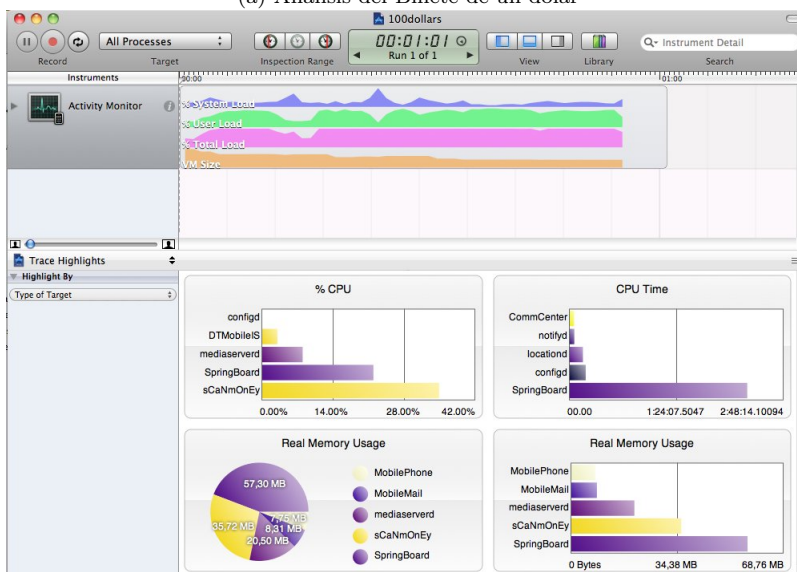 (a) Análisis del Billete de un dólar
100dollars
All Processes
00:01:01
Run 1 of 1
Instrument Detail
Record
Target
Inspection Range
View
Library
Search
Instruments
00:00
01:00
Activity Monitor
% System Load
% User Load
% Total Load
VM Size
Trace Highlights
Highlight By
Type of Target
% CPU
configd
DTMobileIS
mediaserverd
SpringBoard
sCaNmOnEy
0.00% 14.00% 28.00% 42.00%
CPU Time
CommCenter
notifyd
locationd
configd
SpringBoard
00.00 1:24:07.5047 2:48:14.10094
Real Memory Usage
57,30 MB
7,75 MB
8,31 MB
35,72 MB
20,50 MB
MobilePhone
MobileMail
mediaserverd
sCaNmOnEy
SpringBoard
Real Memory Usage
MobilePhone
MobileMail
mediaserverd
sCaNmOnEy
SpringBoard
0 Bytes 34,38 MB 68,76 MB